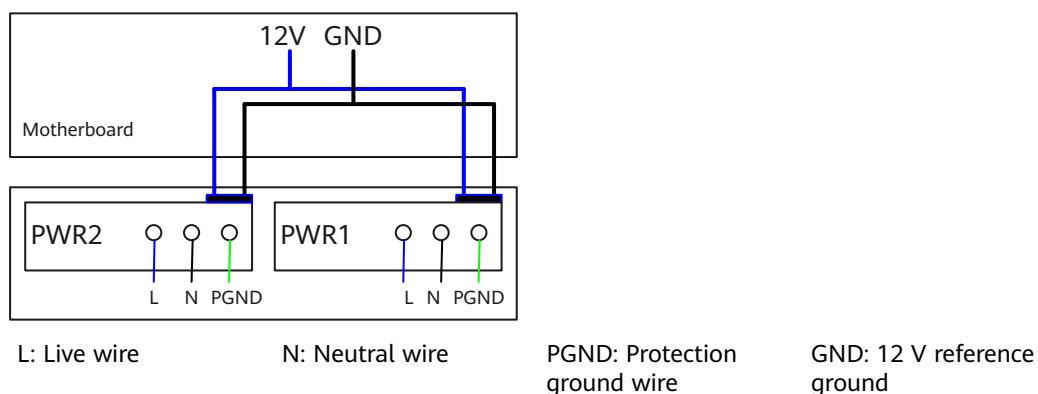 12V GND
Motherboard
PWR2
PWR1
L N PGND
L N PGND
L: Live wire
N: Neutral wire
PGND: Protection
ground wire
GND: 12 V reference
ground